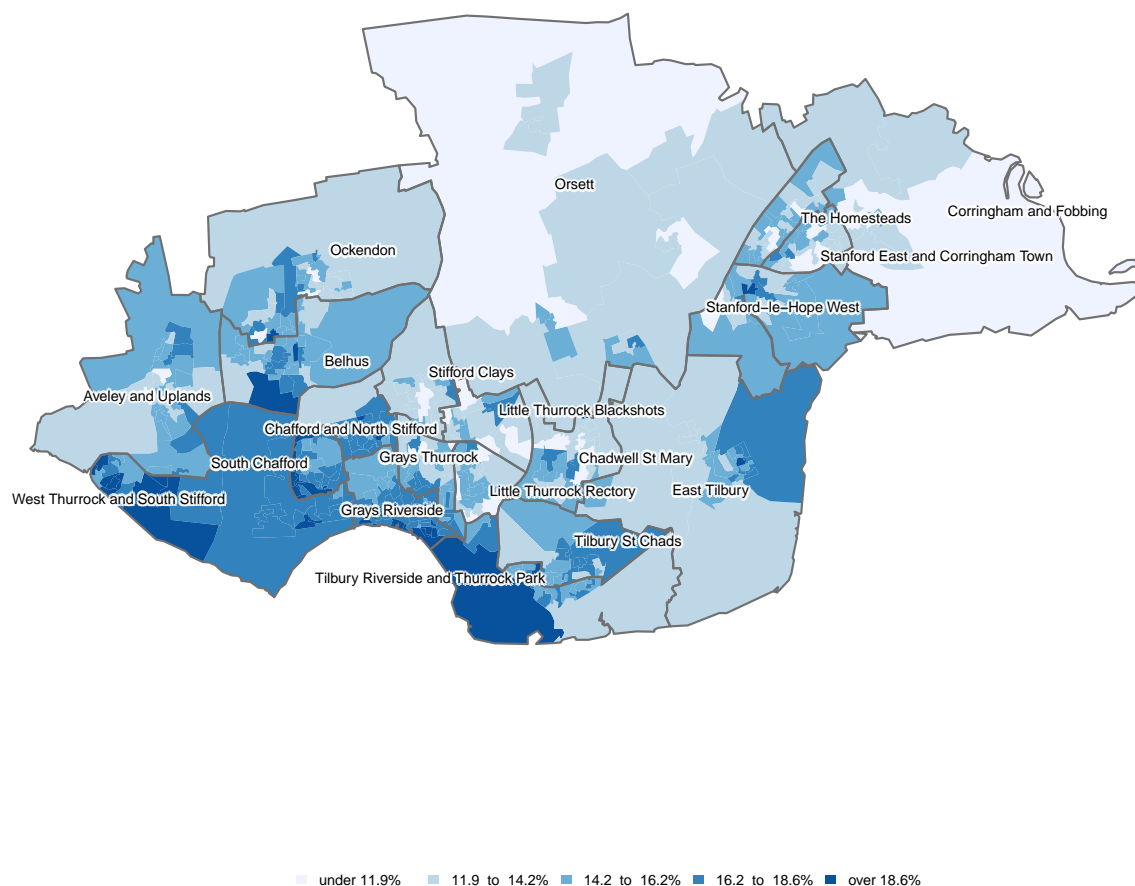 Orsett
Corringham and Fobbing
The Homesteads
Ockendon
Stanford East and Corringham Town
Stanford−le−Hope West
Belhus
Stifford Clays
Aveley and Uplands
Little Thurrock Blackshots
Chafford and North Stifford
Grays Thurrock
Chadwell St Mary
South Chafford
East Tilbury
Little Thurrock Rectory
West Thurrock and South Stifford
Grays Riverside
Tilbury St Chads
Tilbury Riverside and Thurrock Park
under 11.9% 11.9 to 14.2% 14.2 to 16.2% 16.2 to 18.6% over 18.6%